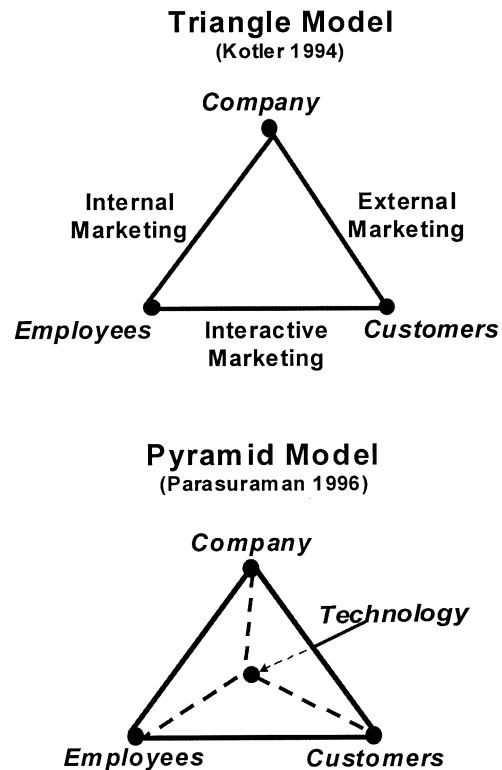 Triangle Model
(Kotler 1994)
Company
Internal
Marketing
External
Marketing
Employees
Interactive
Marketing
Customers
Pyramid Model
(Parasuraman 1996)
Company
Technology
Employees
Customers